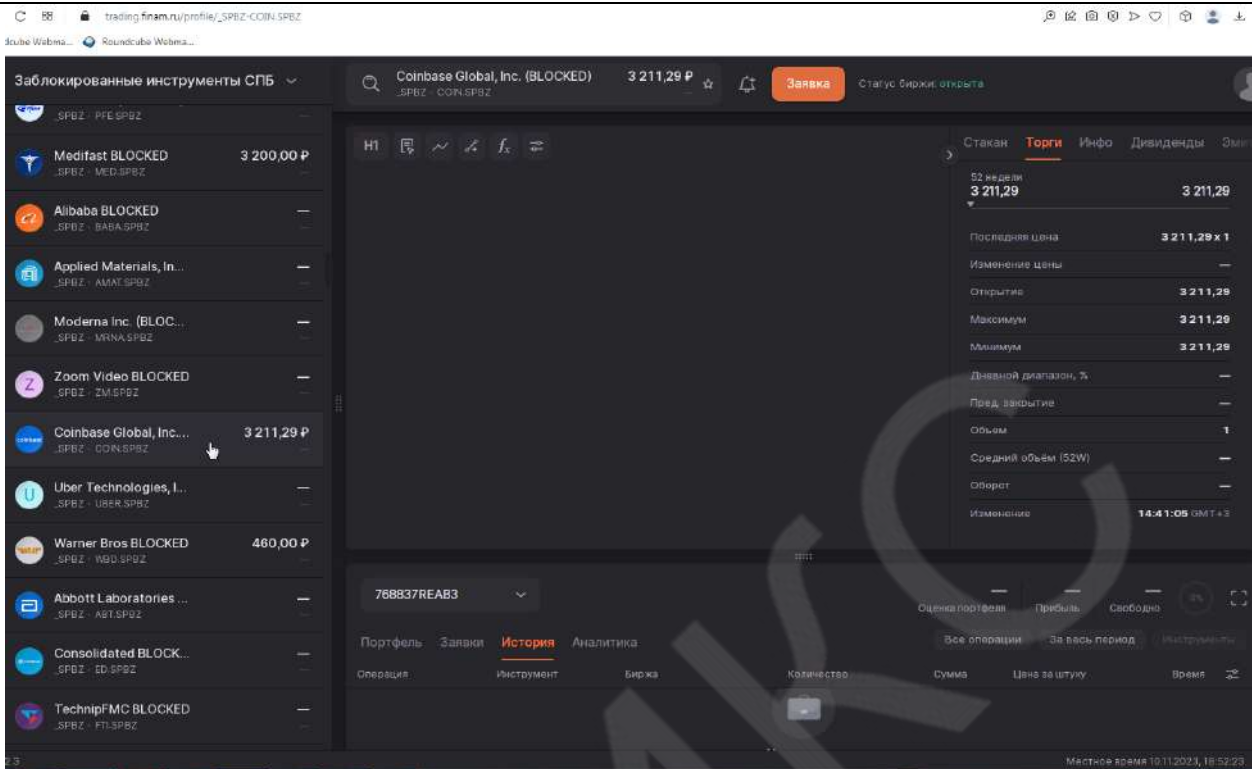 trading.finam.ru/profile/_SPBZ-COIN.SPBZ
dcube Webma... Roundcube Webma...
Заблокированные инструменты СПБ
Coinbase Global, Inc. (BLOCKED) 3 211,29 ₽
_SPBZ · COIN.SPBZ
Заявка
Статус биржи: открыта
_SPBZ · PFE.SPBZ
Medifast BLOCKED 3 200,00 ₽
_SPBZ · MED.SPBZ
Alibaba BLOCKED —
_SPBZ · BABA.SPBZ
Applied Materials, In... —
_SPBZ · AMAT.SPBZ
Moderna Inc. (BLOC... —
_SPBZ · MRNA.SPBZ
Z Zoom Video BLOCKED —
_SPBZ · ZM.SPBZ
Coinbase Global, Inc.... 3 211,29 ₽
_SPBZ · COIN.SPBZ
U Uber Technologies, I... —
_SPBZ · UBER.SPBZ
Warner Bros BLOCKED 460,00 ₽
_SPBZ · WBD.SPBZ
Abbott Laboratories ... —
_SPBZ · ABT.SPBZ
Consolidated BLOCK... —
_SPBZ · ED.SPBZ
TechnipFMC BLOCKED —
_SPBZ · FTI.SPBZ
H1
Стакан Торги Инфо Дивиденды Эми
52 недели
3 211,29 3 211,29
Последняя цена 3 211,29 x 1
Изменение цены —
Открытие 3 211,29
Максимум 3 211,29
Минимум 3 211,29
Дневной диапазон, % —
Пред. закрытие —
Объем 1
Средний объём (52W) —
Оборот —
Изменение 14:41:05 GMT+3
768837REAB3
— — — 0%
Оценка портфеля Прибыль Свободно
Портфель Заявки История Аналитика
Все операции За весь период Инструменты
Операция Инструмент Биржа Количество Сумма Цена за штуку Время
2.3
Местное время 10.11.2023, 18:52:23